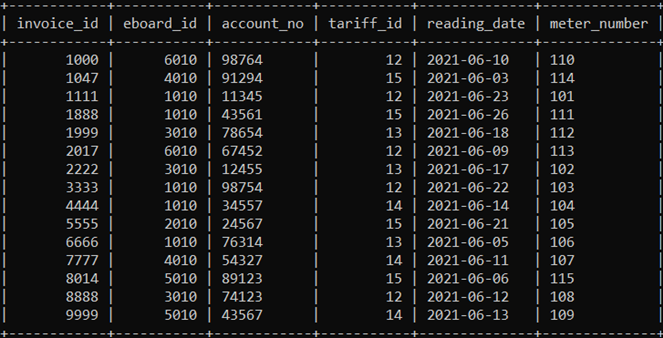 +------------+-----------+------------+-----------+--------------+--------------+
| invoice_id | eboard_id | account_no | tariff_id | reading_date | meter_number |
+------------+-----------+------------+-----------+--------------+--------------+
|       1000 |      6010 | 98764      |        12 | 2021-06-10   | 110          |
|       1047 |      4010 | 91294      |        15 | 2021-06-03   | 114          |
|       1111 |      1010 | 11345      |        12 | 2021-06-23   | 101          |
|       1888 |      1010 | 43561      |        15 | 2021-06-26   | 111          |
|       1999 |      3010 | 78654      |        13 | 2021-06-18   | 112          |
|       2017 |      6010 | 67452      |        12 | 2021-06-09   | 113          |
|       2222 |      3010 | 12455      |        13 | 2021-06-17   | 102          |
|       3333 |      1010 | 98754      |        12 | 2021-06-22   | 103          |
|       4444 |      1010 | 34557      |        14 | 2021-06-14   | 104          |
|       5555 |      2010 | 24567      |        15 | 2021-06-21   | 105          |
|       6666 |      1010 | 76314      |        13 | 2021-06-05   | 106          |
|       7777 |      4010 | 54327      |        14 | 2021-06-11   | 107          |
|       8014 |      5010 | 89123      |        15 | 2021-06-06   | 115          |
|       8888 |      3010 | 74123      |        12 | 2021-06-12   | 108          |
|       9999 |      5010 | 43567      |        14 | 2021-06-13   | 109          |
+------------+-----------+------------+-----------+--------------+--------------+